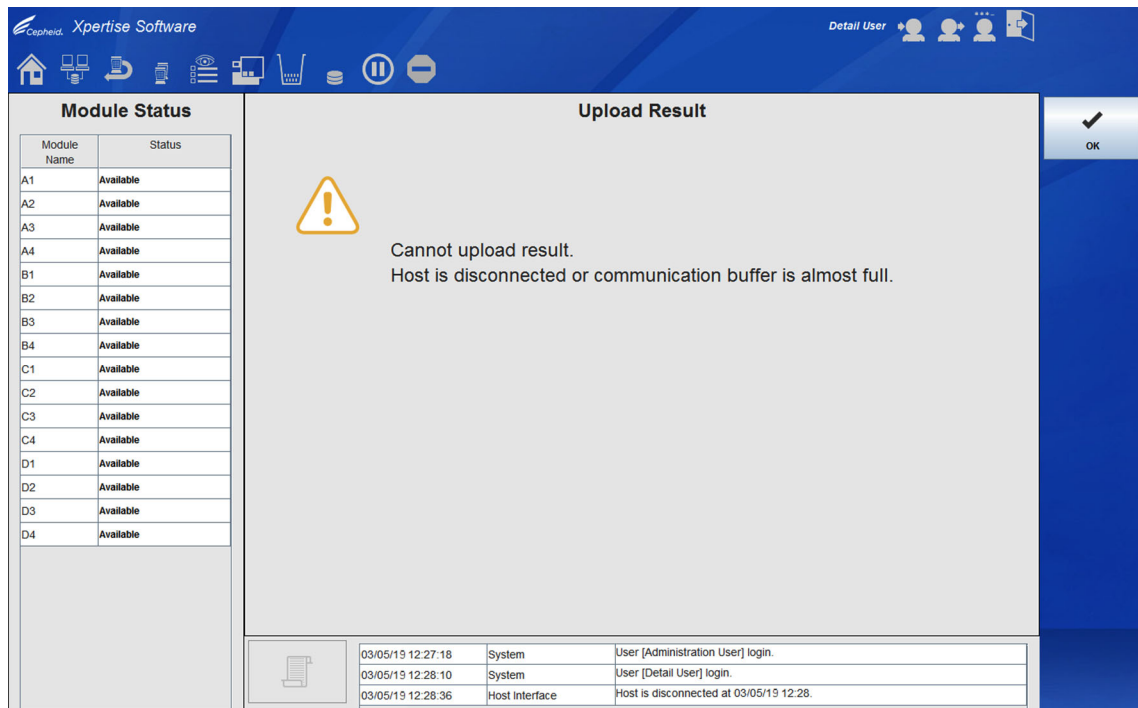 Cepheid. Xpertise Software
Detail User
Module Status
Module Name Status
A1 Available
A2 Available
A3 Available
A4 Available
B1 Available
B2 Available
B3 Available
B4 Available
C1 Available
C2 Available
C3 Available
C4 Available
D1 Available
D2 Available
D3 Available
D4 Available
Upload Result
Cannot upload result.
Host is disconnected or communication buffer is almost full.
OK
03/05/19 12:27:18 System User [Administration User] login.
03/05/19 12:28:10 System User [Detail User] login.
03/05/19 12:28:36 Host Interface Host is disconnected at 03/05/19 12:28.